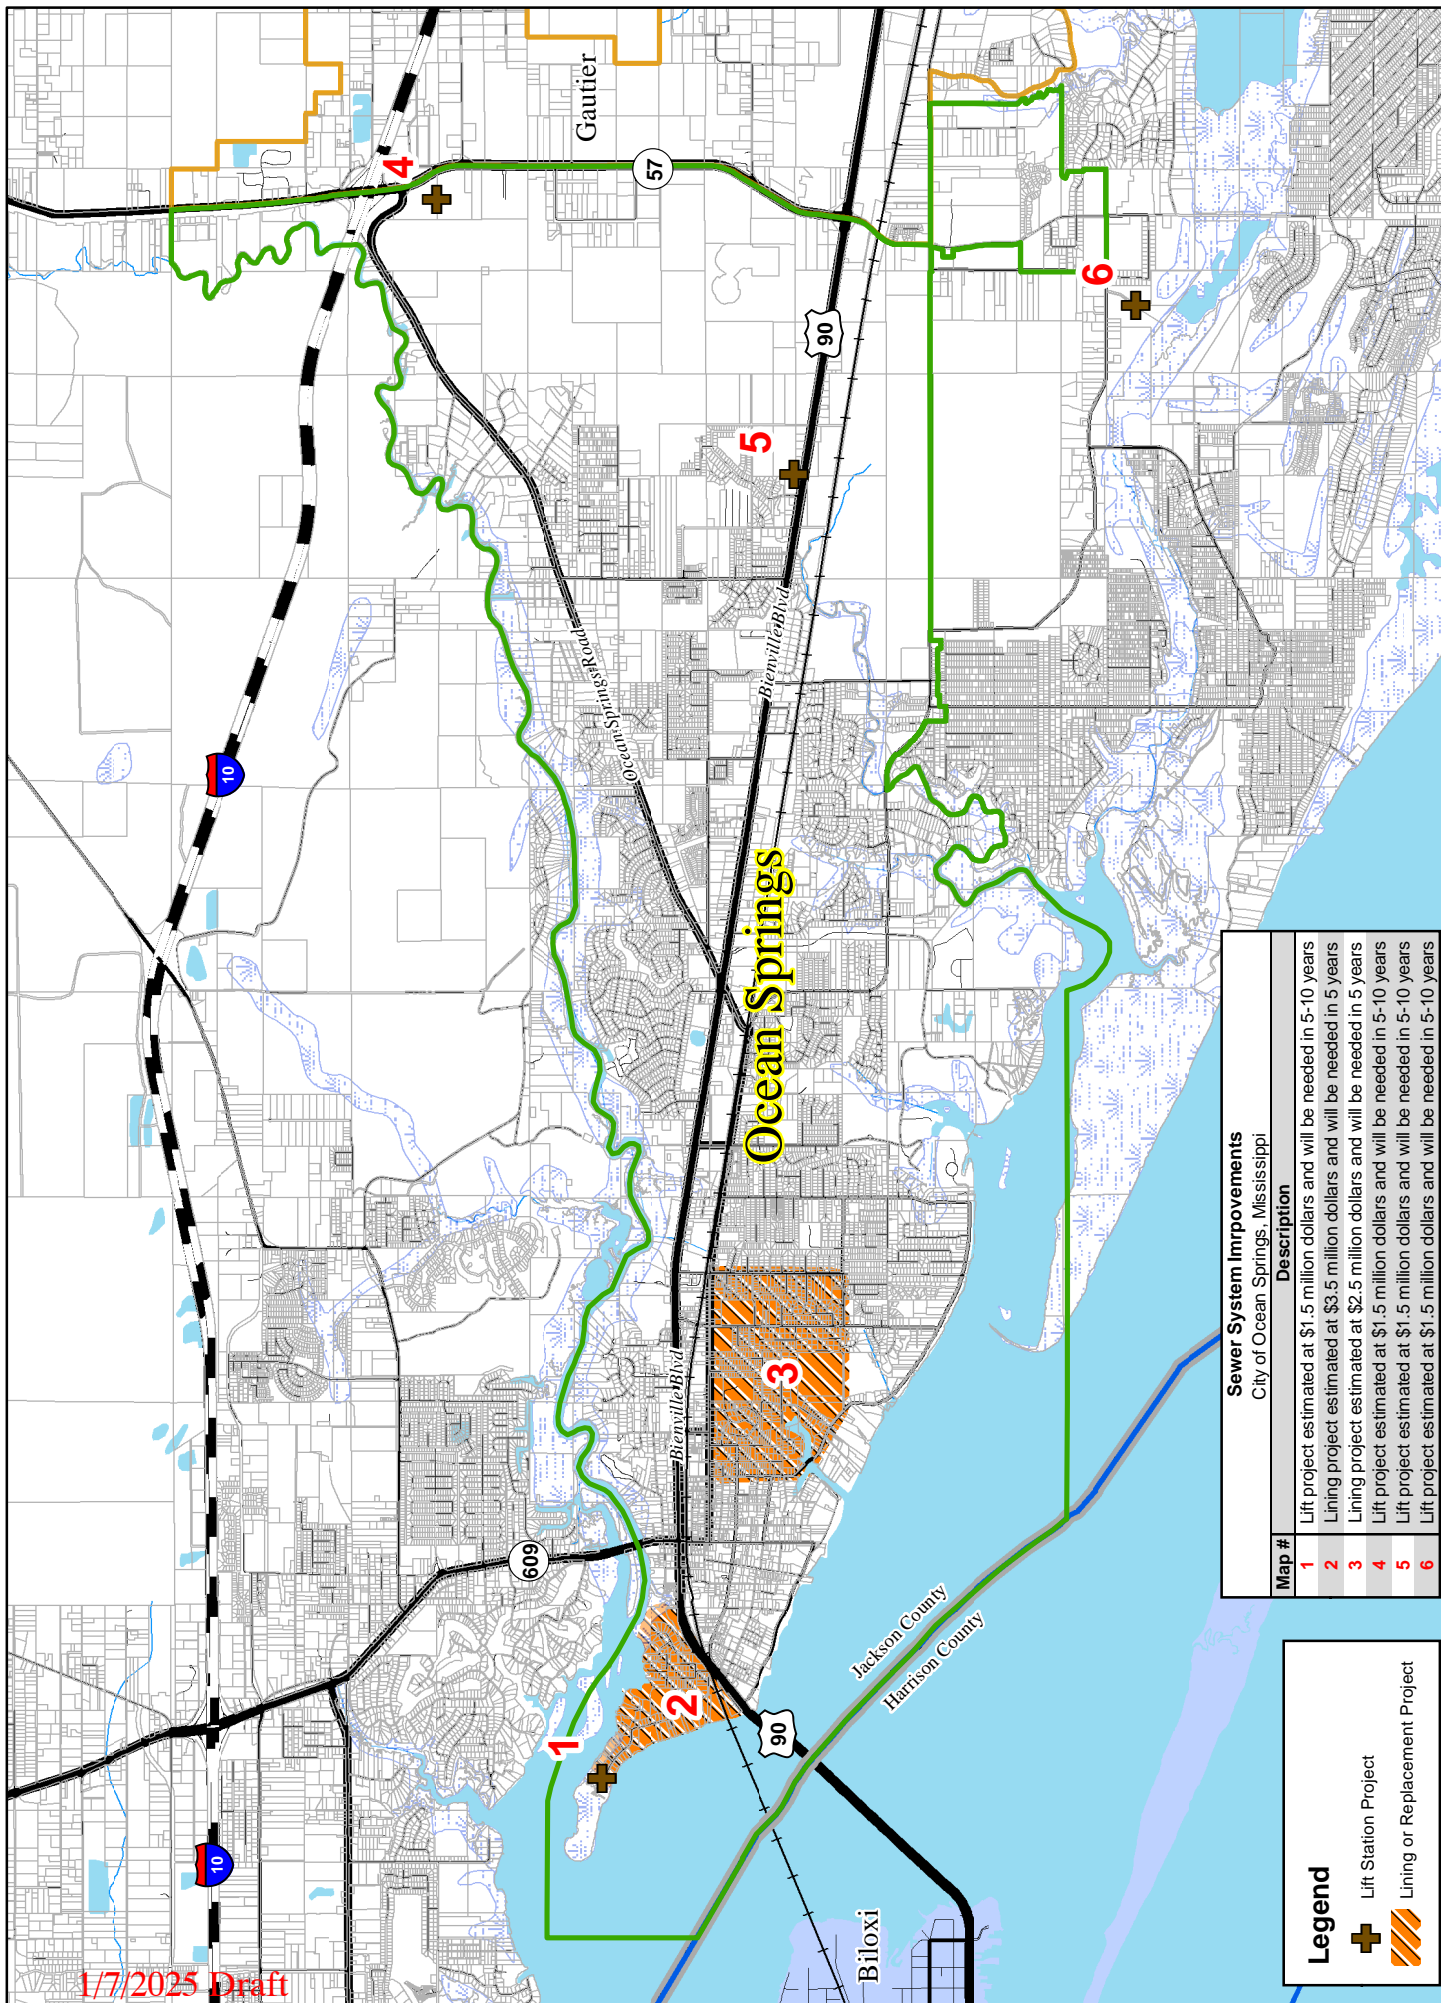 1/7/2025 Draft
Gautier
4
57
10
5
90
6
Ocean Springs Road
Bienville Blvd
Ocean Springs
Bienville Blvd
3
609
1
2
90
10
Jackson County
Harrison County
Biloxi
Sewer System Imrpovements
City of Ocean Springs, Mississippi
Map # Description
1 Lift project estimated at $1.5 million dollars and will be needed in 5-10 years
2 Lining project estimated at $3.5 million dollars and will be needed in 5 years
3 Lining project estimated at $2.5 million dollars and will be needed in 5 years
4 Lift project estimated at $1.5 million dollars and will be needed in 5-10 years
5 Lift project estimated at $1.5 million dollars and will be needed in 5-10 years
6 Lift project estimated at $1.5 million dollars and will be needed in 5-10 years
Legend
Lift Station Project
Lining or Replacement Project